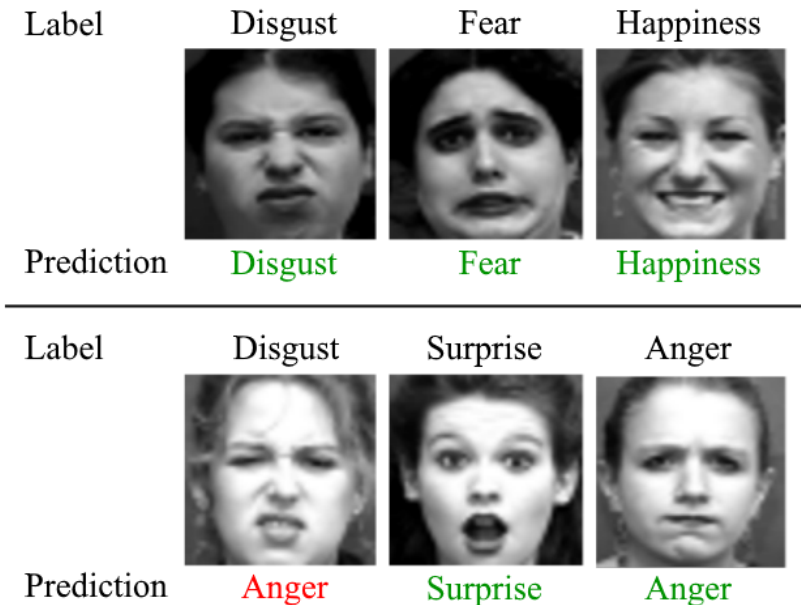 Label Disgust Fear Happiness
Prediction Disgust Fear Happiness
Label Disgust Surprise Anger
Prediction Anger Surprise Anger